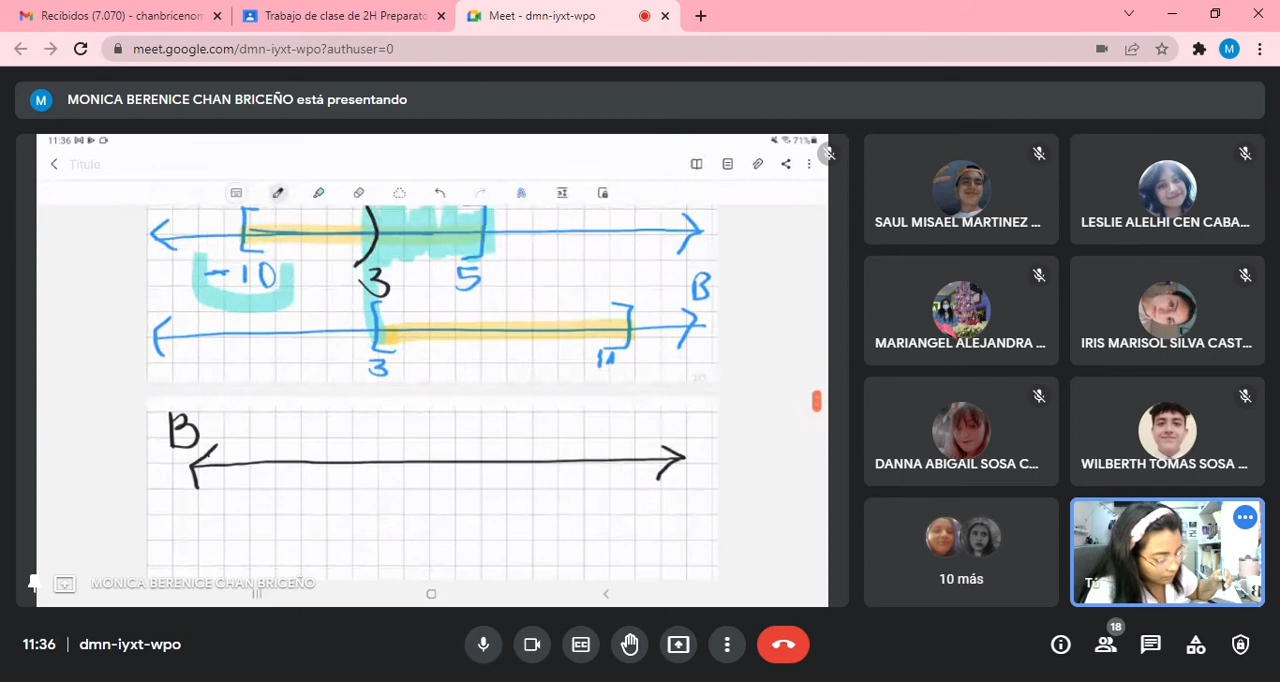 Recibidos (7.070) - chanbricenom
Trabajo de clase de 2H Preparato
Meet - dmn-iyxt-wpo
meet.google.com/dmn-iyxt-wpo?authuser=0
M
M
MONICA BERENICE CHAN BRICEÑO está presentando
11:36
71%
Título
-10
3
5
B
3
B
MONICA BERENICE CHAN BRICEÑO
SAUL MISAEL MARTINEZ ...
LESLIE ALELHI CEN CABA...
MARIANGEL ALEJANDRA ...
IRIS MARISOL SILVA CAST...
DANNA ABIGAIL SOSA C...
WILBERTH TOMAS SOSA ...
10 más
Tú
11:36 | dmn-iyxt-wpo
18